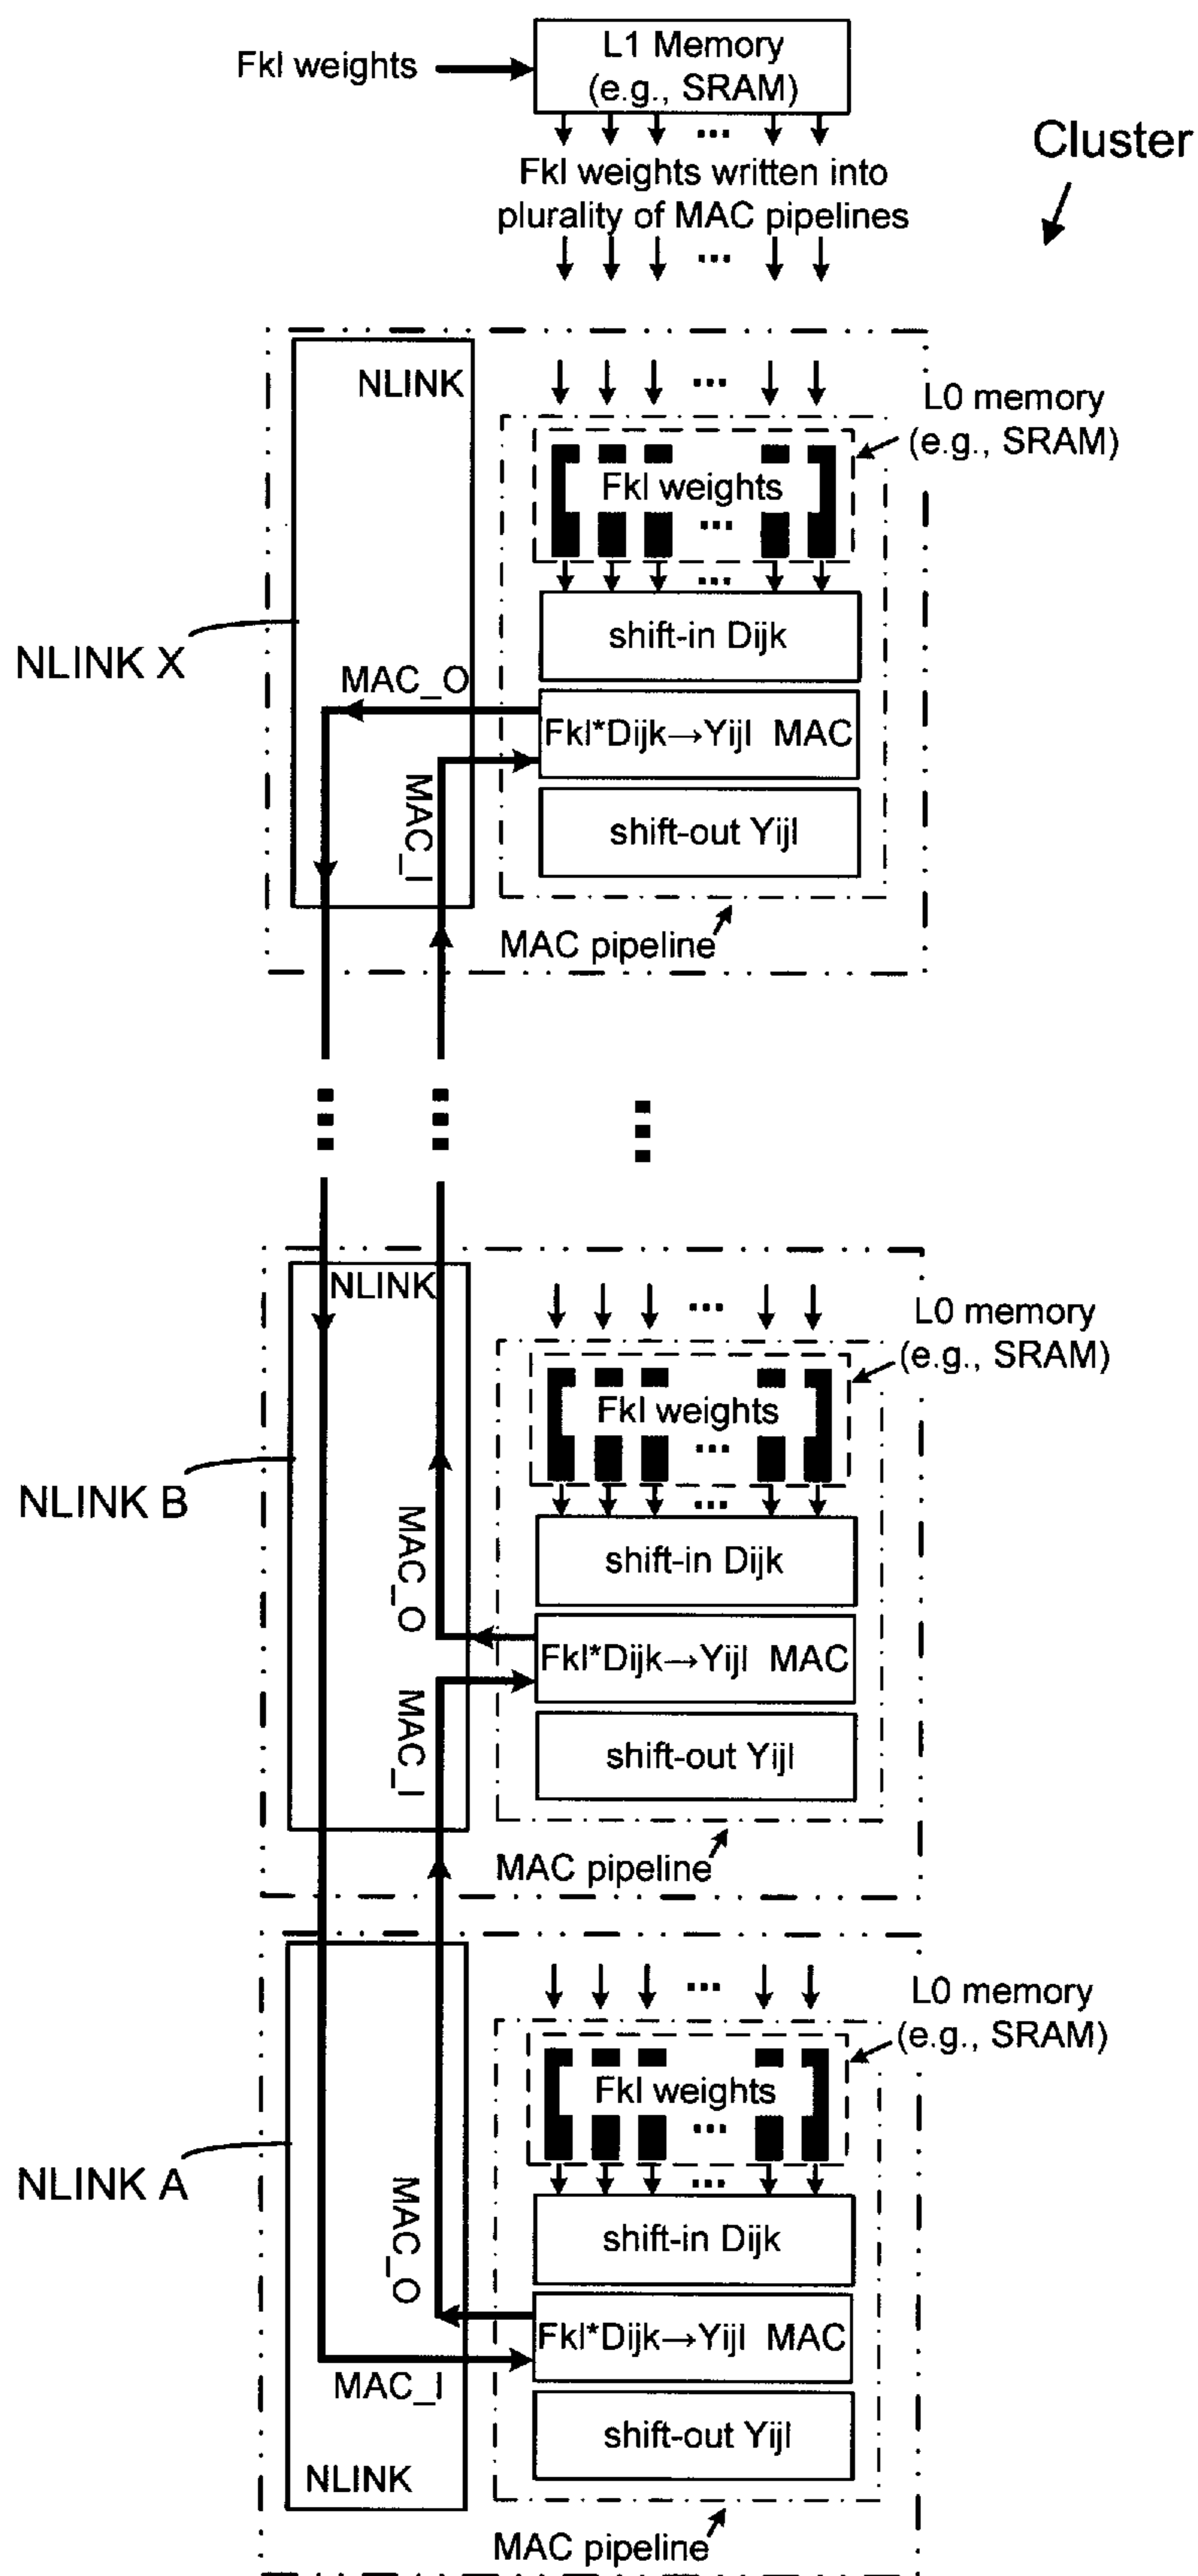 Fkl weights
L1 Memory
(e.g., SRAM)
Cluster
Fkl weights written into
plurality of MAC pipelines
NLINK
L0 memory
(e.g., SRAM)
Fkl weights
shift-in Dijk
NLINK X
MAC_O
Fkl*Dijk→Yijl MAC
MAC_I
shift-out Yijl
MAC pipeline
NLINK
L0 memory
(e.g., SRAM)
Fkl weights
NLINK B
shift-in Dijk
MAC_O
Fkl*Dijk→Yijl MAC
MAC_I
shift-out Yijl
MAC pipeline
L0 memory
(e.g., SRAM)
Fkl weights
NLINK A
shift-in Dijk
MAC_O
Fkl*Dijk→Yijl MAC
MAC_I
shift-out Yijl
NLINK
MAC pipeline